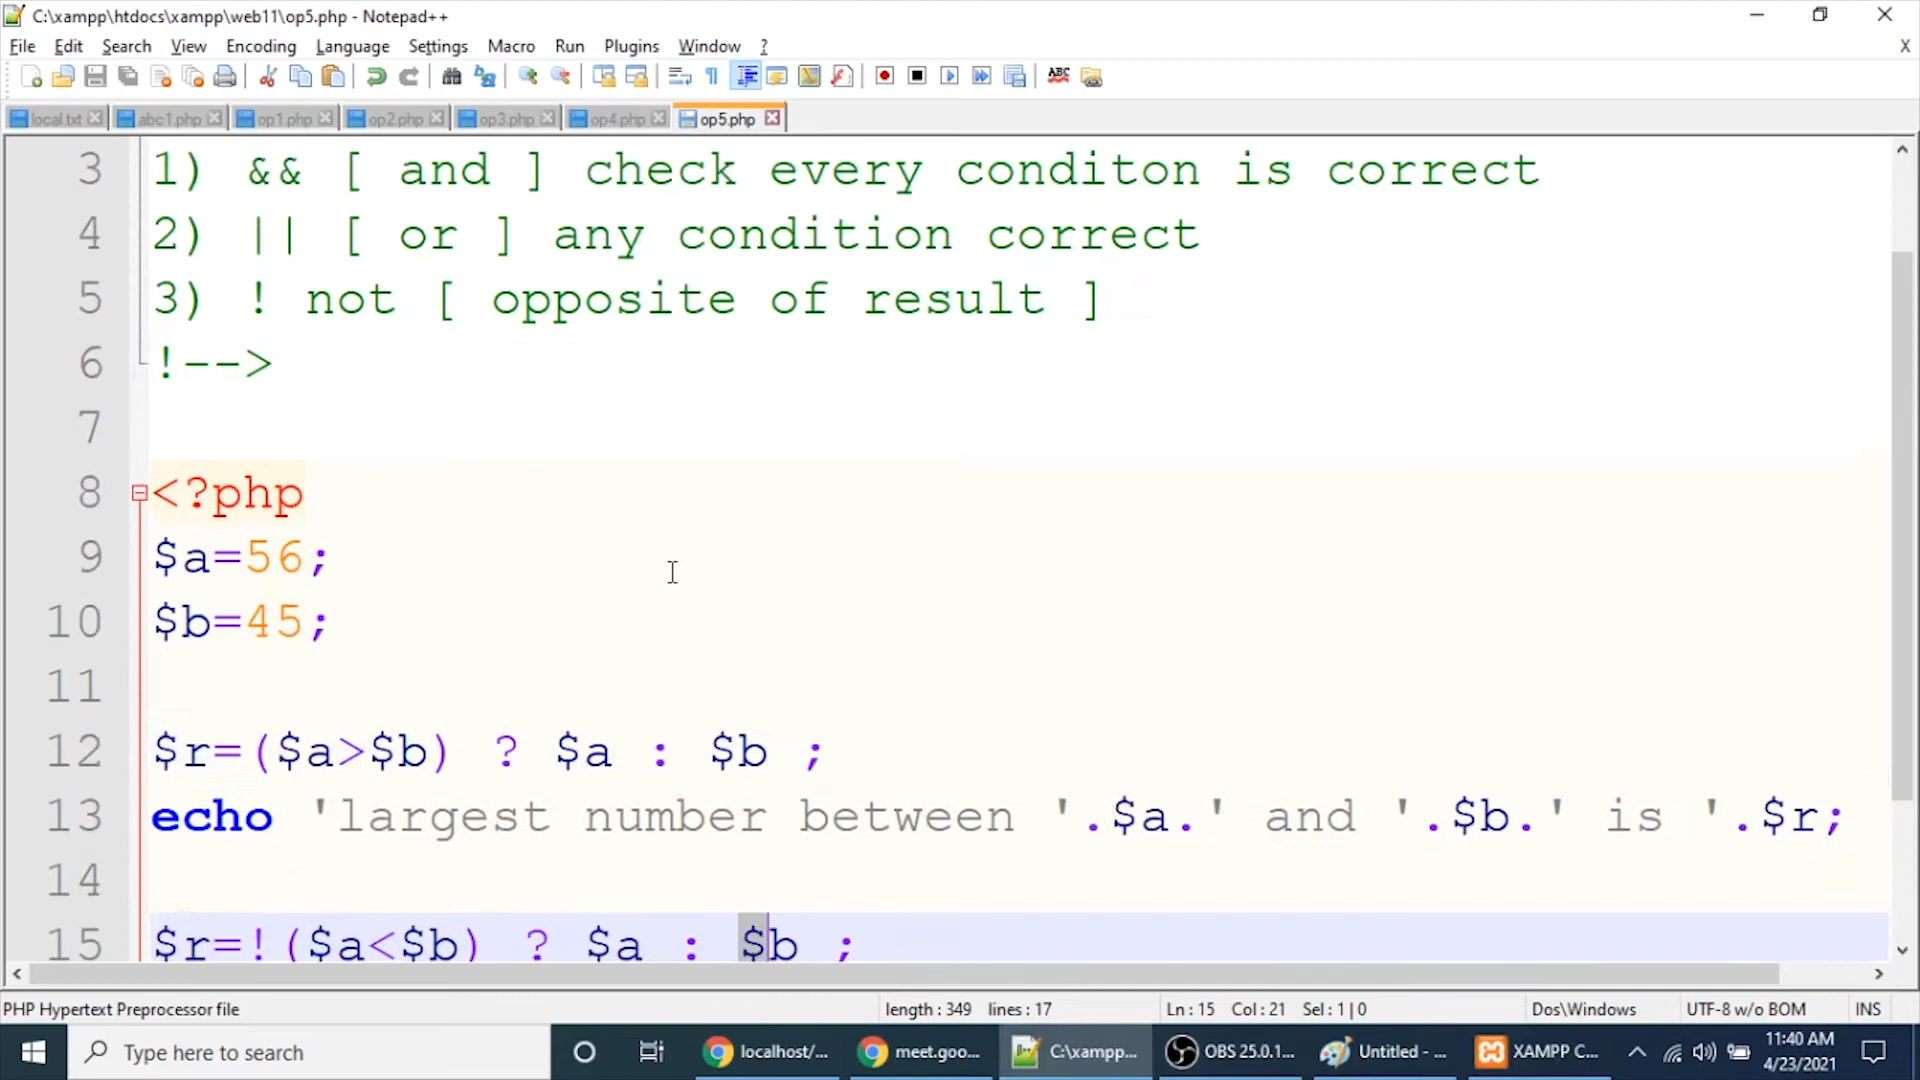 C:\xampp\htdocs\xampp\web11\op5.php - Notepad++
File Edit Search View Encoding Language Settings Macro Run Plugins Window ? X
ABC
local.txt abc1.php op1.php op2.php op3.php op4.php op5.php
3 1) && [ and ] check every conditon is correct
4 2) || [ or ] any condition correct
5 3) ! not [ opposite of result ]
6 !-->
7
8 <?php
9 $a=56;
10 $b=45;
11
12 $r=($a>$b) ? $a : $b ;
13 echo 'largest number between '.$a.' and '.$b.' is '.$r;
14
15 $r=!($a<$b) ? $a : $b ;
PHP Hypertext Preprocessor file length : 349 lines : 17 Ln : 15 Col : 21 Sel : 1 | 0 Dos\Windows UTF-8 w/o BOM INS
Type here to search localhost/... meet.goo... C:\xampp... OBS 25.0.1... Untitled - ... XAMPP C... 11:40 AM
4/23/2021